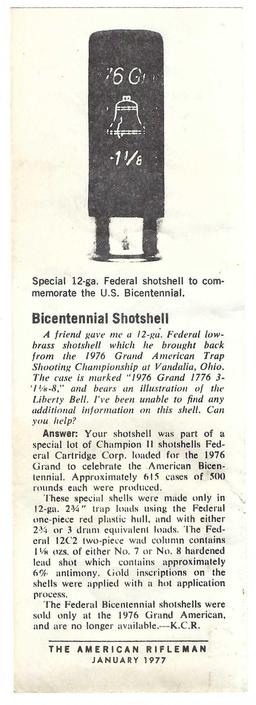 '76 G
-1⅛
Special 12-ga. Federal shotshell to com-
memorate the U.S. Bicentennial.
Bicentennial Shotshell
A friend gave me a 12-ga. Federal low-
brass shotshell which he brought back
from the 1976 Grand American Trap
Shooting Championship at Vandalia, Ohio.
The case is marked "1976 Grand 1776 3-
'1⅛-8," and bears an illustration of the
Liberty Bell. I've been unable to find any
additional information on this shell. Can
you help?
Answer: Your shotshell was part of a
special lot of Champion II shotshells Fed-
eral Cartridge Corp. loaded for the 1976
Grand to celebrate the American Bicen-
tennial. Approximately 615 cases of 500
rounds each were produced.
These special shells were made only in
12-ga. 2¾" trap loads using the Federal
one-piece red plastic hull, and with either
2¾ or 3 dram equivalent loads. The Fed-
eral 12C2 two-piece wad column contains
1⅛ ozs. of either No. 7 or No. 8 hardened
lead shot which contains approximately
6% antimony. Gold inscriptions on the
shells were applied with a hot application
process.
The Federal Bicentennial shotshells were
sold only at the 1976 Grand American,
and are no longer available.—K.C.R.
THE AMERICAN RIFLEMAN
JANUARY 1977